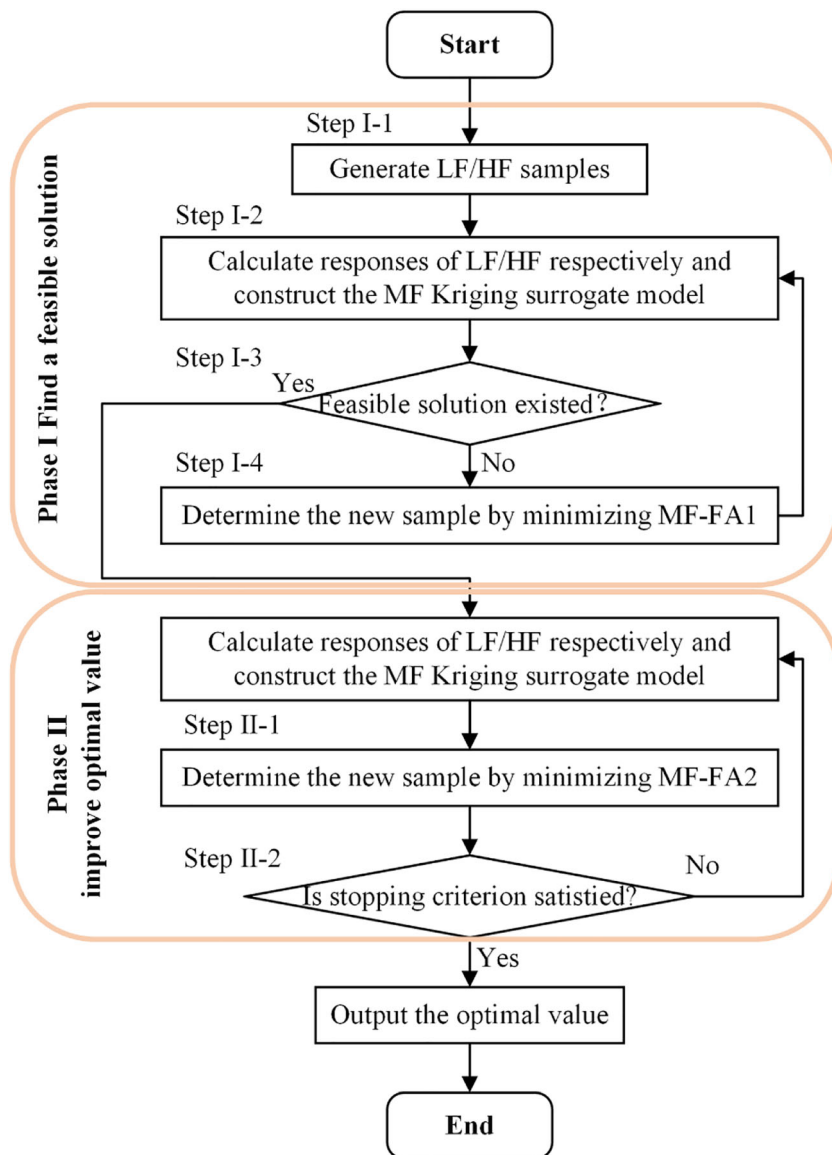 Start
Step I-1
Generate LF/HF samples
Step I-2
Calculate responses of LF/HF respectively and
construct the MF Kriging surrogate model
Step I-3
Yes
Feasible solution existed?
No
Step I-4
Determine the new sample by minimizing MF-FA1
Phase I Find a feasible solution
Calculate responses of LF/HF respectively and
construct the MF Kriging surrogate model
Step II-1
Determine the new sample by minimizing MF-FA2
Step II-2
No
Is stopping criterion satistied?
Phase II
improve optimal value
Yes
Output the optimal value
End